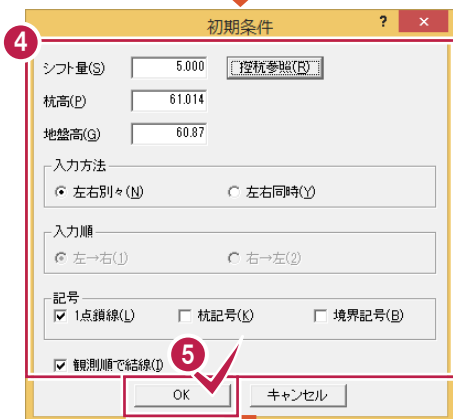 初期条件 ? ×
4
シフト量(S) 5.000 控杭参照(R)
杭高(P) 61.014
地盤高(G) 60.87
入力方法
左右別々(N) 左右同時(Y)
入力順
左→右(1) 右→左(2)
記号
1点鎖線(L) 杭記号(K) 境界記号(B)
観測順で結線(I)
5
OK キャンセル